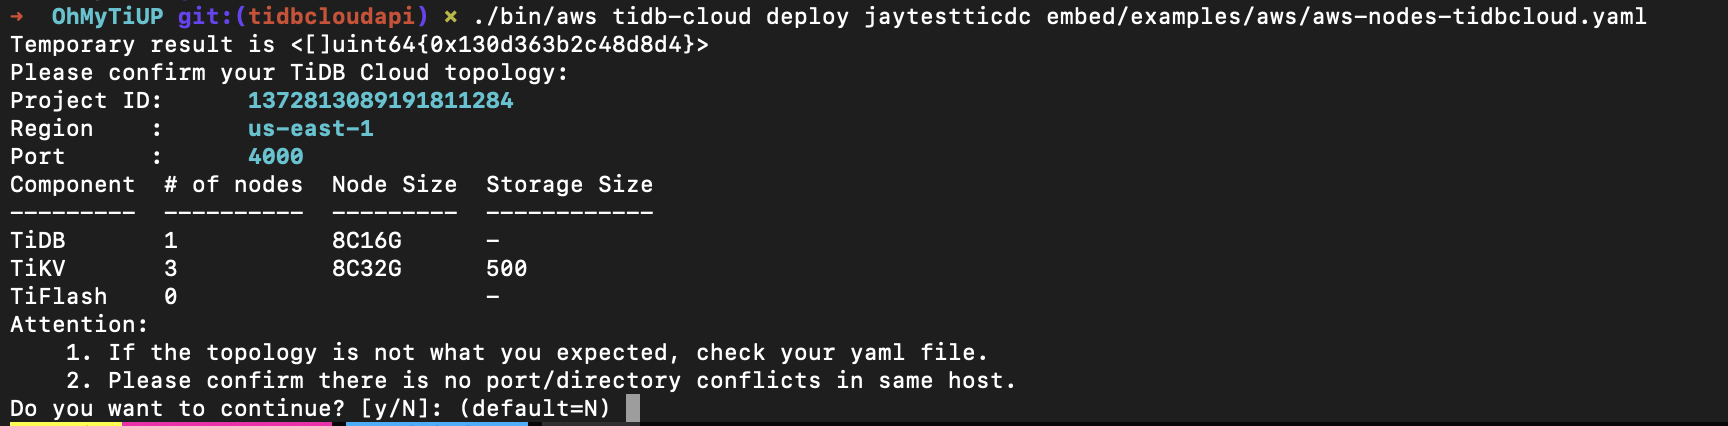 → OhMyTiUP git:(tidbcloudapi) × ./bin/aws tidb-cloud deploy jaytestticdc embed/examples/aws/aws-nodes-tidbcloud.yaml
Temporary result is <[]uint64{0x130d363b2c48d8d4}>
Please confirm your TiDB Cloud topology:
Project ID:      1372813089191811284
Region    :      us-east-1
Port      :      4000
Component  # of nodes  Node Size  Storage Size
---------  ----------  ---------  ------------
TiDB       1           8C16G      -
TiKV       3           8C32G      500
TiFlash    0                      -
Attention:
    1. If the topology is not what you expected, check your yaml file.
    2. Please confirm there is no port/directory conflicts in same host.
Do you want to continue? [y/N]: (default=N)